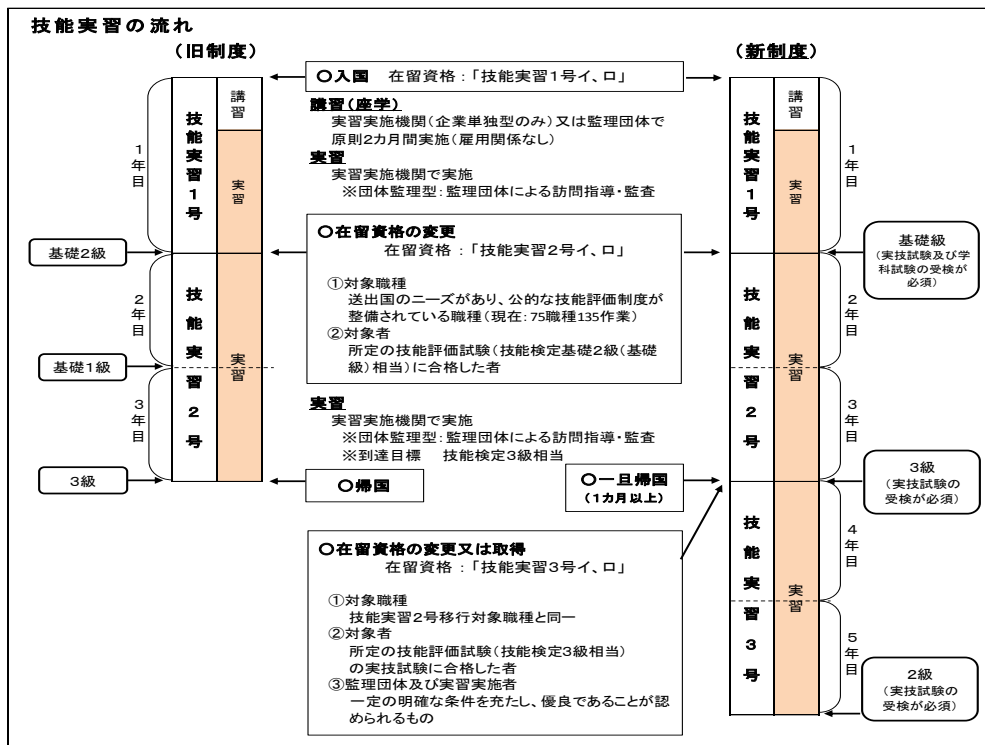 技能実習の流れ
（旧制度）
（新制度）
技能実習1号
講習
実習
1年目
基礎2級
技能実習2号
実習
2年目
基礎1級
3年目
3級
○入国　在留資格：「技能実習1号イ、ロ」
講習（座学）
実習実施機関（企業単独型のみ）又は監理団体で
原則2カ月間実施（雇用関係なし）
実習
実習実施機関で実施
※団体監理型：監理団体による訪問指導・監査
○在留資格の変更
在留資格：「技能実習2号イ、ロ」
①対象職種
送出国のニーズがあり、公的な技能評価制度が
整備されている職種（現在：75職種135作業）
②対象者
所定の技能評価試験（技能検定基礎2級（基礎
級）相当）に合格した者
実習
実習実施機関で実施
※団体監理型：監理団体による訪問指導・監査
※到達目標　技能検定3級相当
○帰国
○一旦帰国
（1カ月以上）
○在留資格の変更又は取得
在留資格：「技能実習3号イ、ロ」
①対象職種
技能実習2号移行対象職種と同一
②対象者
所定の技能評価試験（技能検定3級相当）
の実技試験に合格した者
③監理団体及び実習実施者
一定の明確な条件を充たし、優良であることが認
められるもの
技能実習1号
講習
実習
1年目
基礎級
（実技試験及び学
科試験の受検が
必須）
技能実習2号
実習
2年目
3年目
3級
（実技試験の
受検が必須）
技能実習3号
実習
4年目
5年目
2級
（実技試験の
受検が必須）